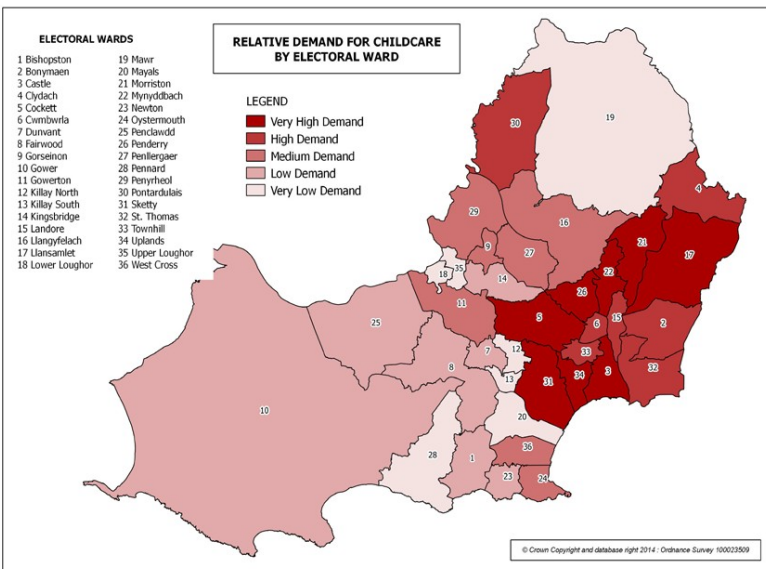 RELATIVE DEMAND FOR CHILDCARE
BY ELECTORAL WARD
ELECTORAL WARDS
1 Bishopston
2 Bonymaen
3 Castle
4 Clydach
5 Cockett
6 Cwmbwrla
7 Dunvant
8 Fairwood
9 Gorseinon
10 Gower
11 Gowerton
12 Killay North
13 Killay South
14 Kingsbridge
15 Landore
16 Llangyfelach
17 Llansamlet
18 Lower Loughor
19 Mawr
20 Mayals
21 Morriston
22 Mynyddbach
23 Newton
24 Oystermouth
25 Penclawdd
26 Penderry
27 Penllergaer
28 Pennard
29 Penyrheol
30 Pontardulais
31 Sketty
32 St. Thomas
33 Townhill
34 Uplands
35 Upper Loughor
36 West Cross
LEGEND
Very High Demand
High Demand
Medium Demand
Low Demand
Very Low Demand
30
19
4
29
16
21
9
27
17
22
18
35
14
26
11
25
5
6
15
2
7
12
33
8
13
31
34
3
32
10
20
36
28
1
23
24
© Crown Copyright and database right 2014 : Ordnance Survey 100023509